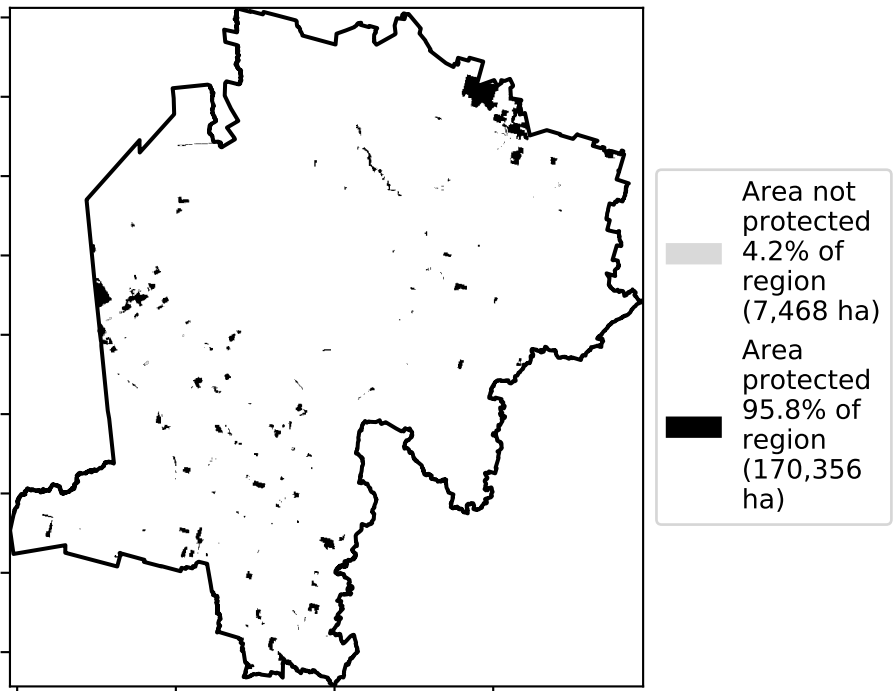 Area not
protected
4.2% of
region
(7,468 ha)
Area
protected
95.8% of
region
(170,356
ha)